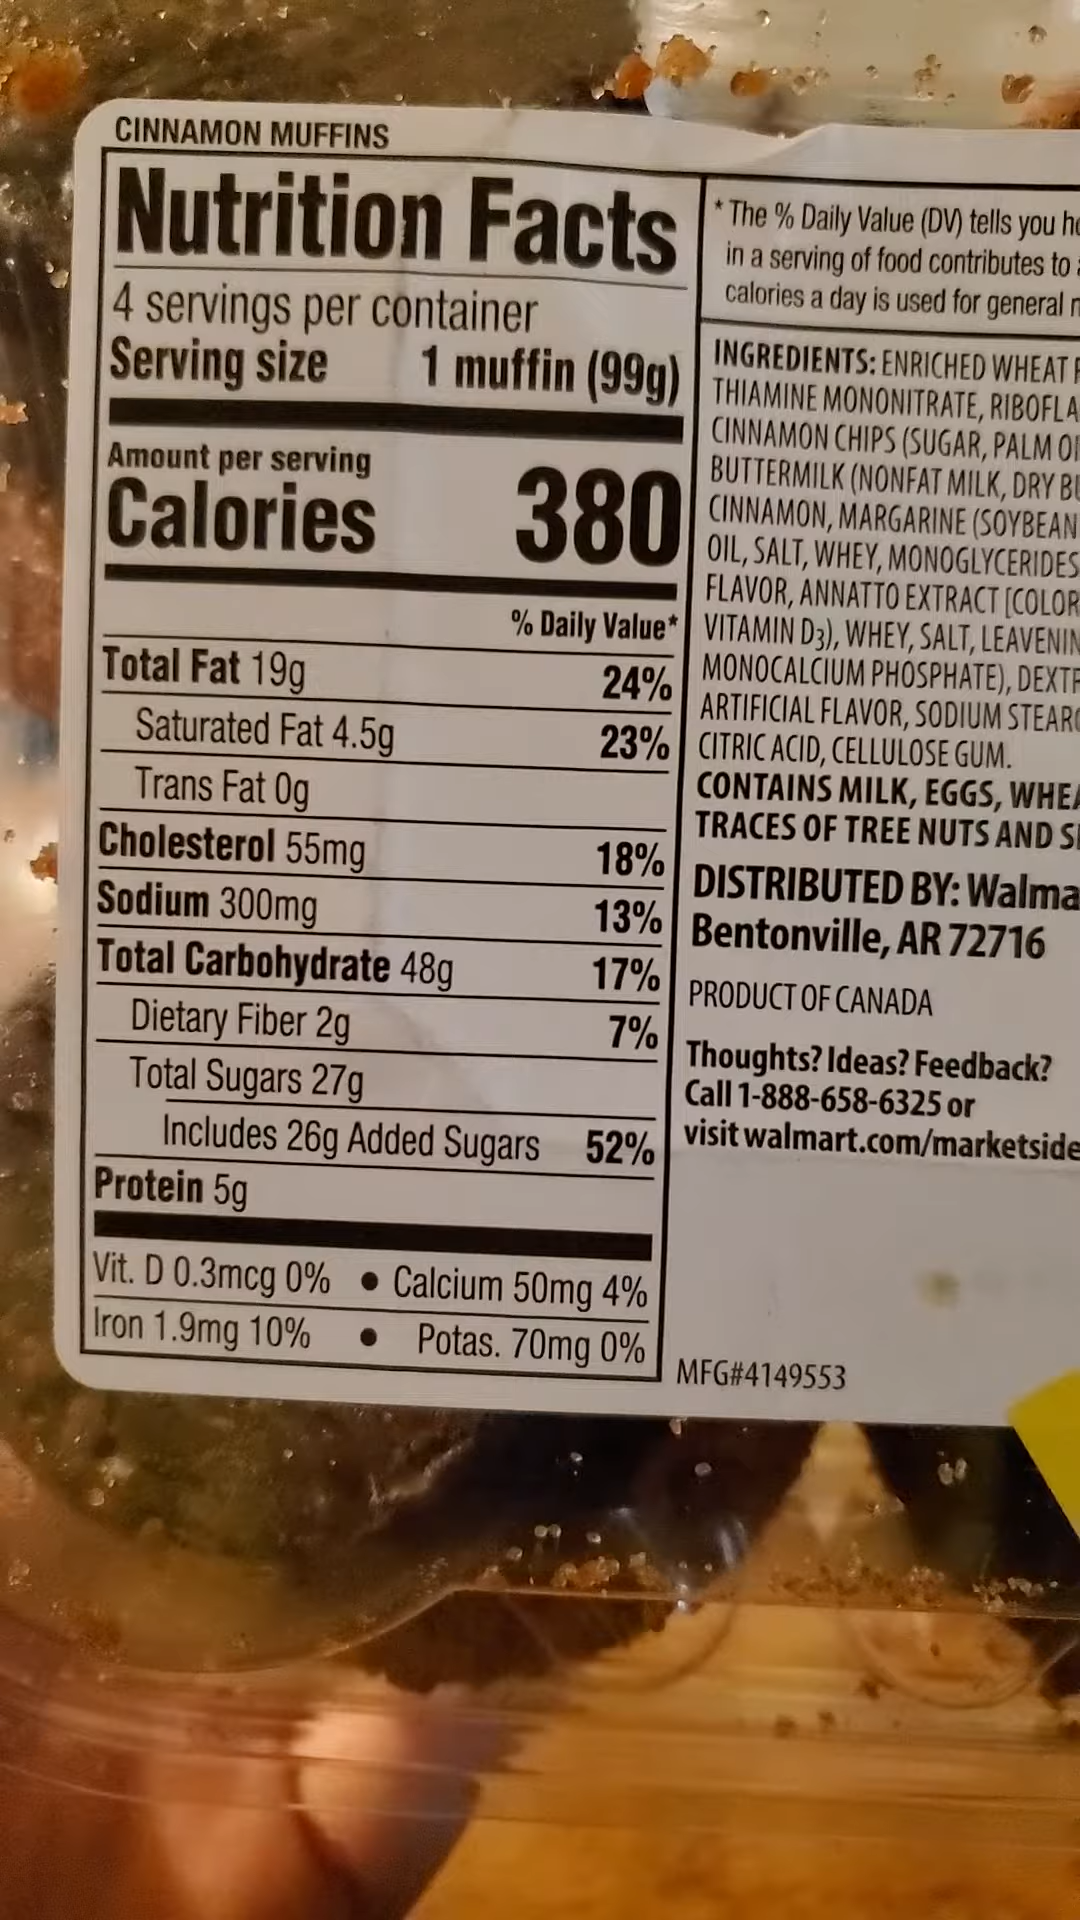 CINNAMON MUFFINS
Nutrition Facts
4 servings per container
Serving size 1 muffin (99g)
Amount per serving
Calories 380
% Daily Value*
Total Fat 19g 24%
Saturated Fat 4.5g 23%
Trans Fat 0g
Cholesterol 55mg 18%
Sodium 300mg 13%
Total Carbohydrate 48g 17%
Dietary Fiber 2g 7%
Total Sugars 27g
Includes 26g Added Sugars 52%
Protein 5g
Vit. D 0.3mcg 0% • Calcium 50mg 4%
Iron 1.9mg 10% • Potas. 70mg 0%
* The % Daily Value (DV) tells you
in a serving of food contributes to
calories a day is used for general
INGREDIENTS: ENRICHED WHEAT
THIAMINE MONONITRATE, RIBOFLA
CINNAMON CHIPS (SUGAR, PALM
BUTTERMILK (NONFAT MILK, DRY
CINNAMON, MARGARINE (SOYBEAN
OIL, SALT, WHEY, MONOGLYCERIDES
FLAVOR, ANNATTO EXTRACT [COLOR
VITAMIN D3), WHEY, SALT, LEAVENIN
MONOCALCIUM PHOSPHATE), DEXT
ARTIFICIAL FLAVOR, SODIUM STEAR
CITRIC ACID, CELLULOSE GUM.
CONTAINS MILK, EGGS, WHEA
TRACES OF TREE NUTS AND
DISTRIBUTED BY: Walma
Bentonville, AR 72716
PRODUCT OF CANADA
Thoughts? Ideas? Feedback?
Call 1-888-658-6325 or
visit walmart.com/marketside
MFG#4149553